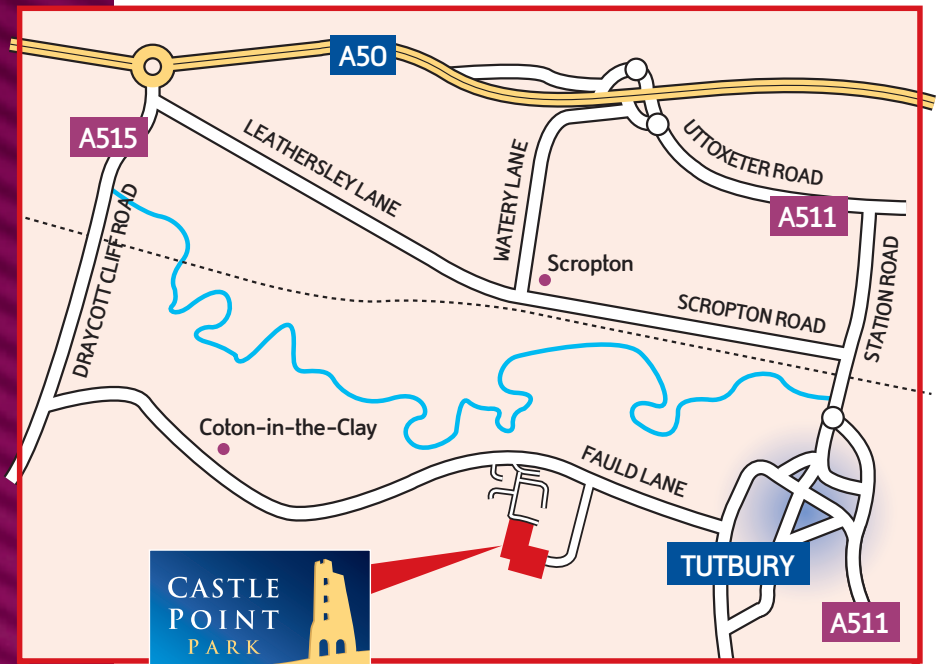 A50
A515
LEATHERSLEY LANE
WATERY LANE
UTTOXETER ROAD
A511
DRAYCOTT CLIFF ROAD
Scropton
SCROPTON ROAD
STATION ROAD
Coton-in-the-Clay
FAULD LANE
TUTBURY
CASTLE
POINT
PARK
A511